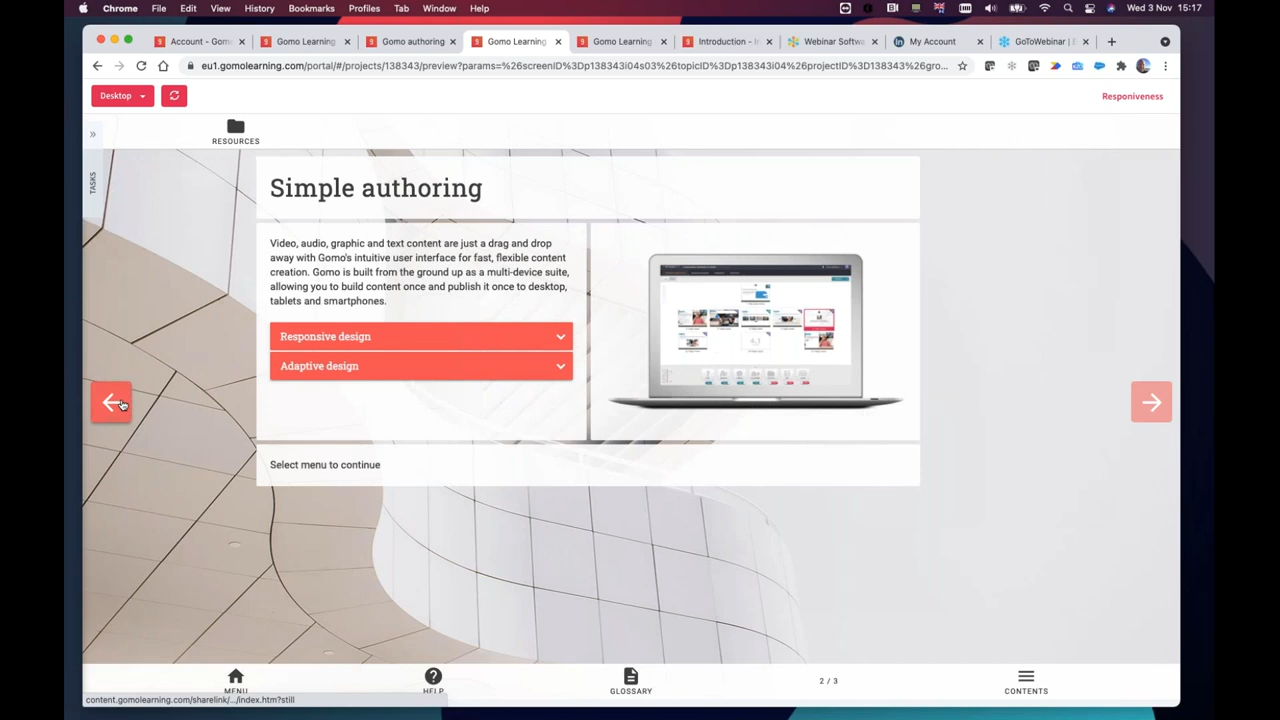 Chrome File Edit View History Bookmarks Profiles Tab Window Help Wed 3 Nov 15:17
Account - Gomo Gomo Learning Gomo authoring Gomo Learning Gomo Learning Introduction - Webinar Softwa My Account GoToWebinar | E
eu1.gomolearning.com/portal/#/projects/138343/preview?params=%26screenID%3Dp138343i04s03%26topicID%3Dp138343i04%26projectID%3D138343%26gro...
Desktop Responiveness
RESOURCES
TASKS
Simple authoring
Video, audio, graphic and text content are just a drag and drop
away with Gomo's intuitive user interface for fast, flexible content
creation. Gomo is built from the ground up as a multi-device suite,
allowing you to build content once and publish it once to desktop,
tablets and smartphones.
Responsive design
Adaptive design
Select menu to continue
MENU HELP GLOSSARY 2 / 3 CONTENTS
content.gomolearning.com/sharelink/.../index.htm?still